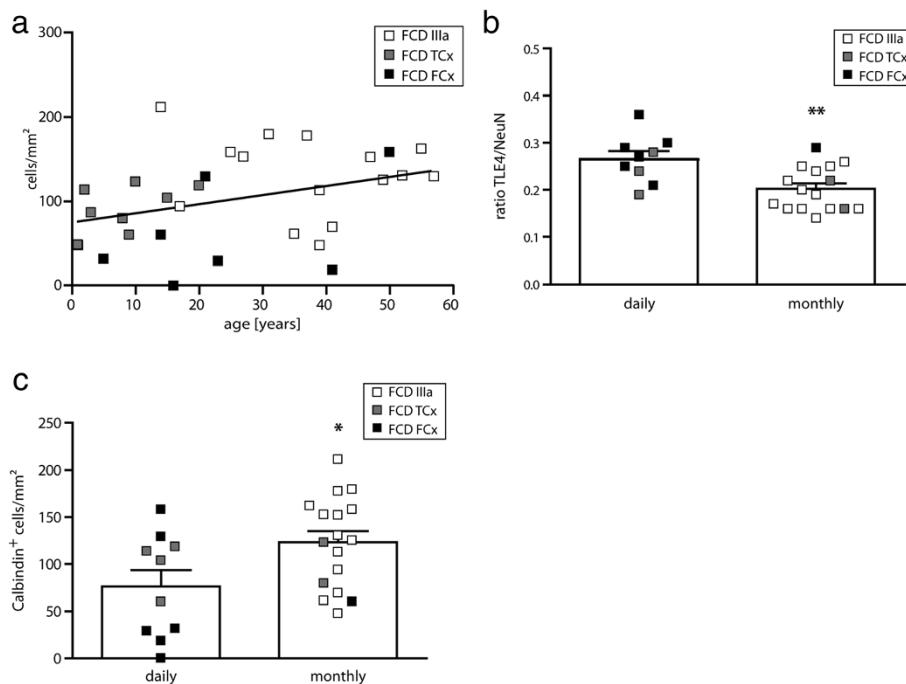 a
FCD IIIa
FCD TCx
FCD FCx
300
200
100
0
cells/mm²
0 10 20 30 40 50 60
age [years]
b
FCD IIIa
FCD TCx
FCD FCx
0.5
0.4
0.3
0.2
0.1
0.0
ratio TLE4/NeuN
**
daily monthly
c
FCD IIIa
FCD TCx
FCD FCx
250
200
150
100
50
0
Calbindin⁺ cells/mm²
*
daily monthly